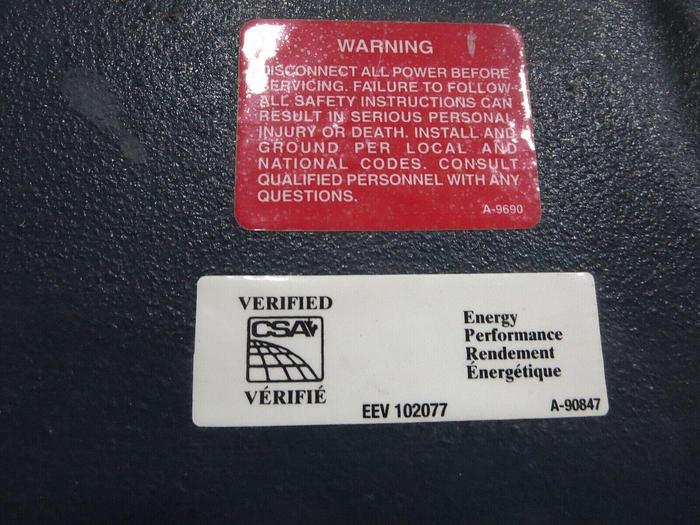 WARNING
DISCONNECT ALL POWER BEFORE
SERVICING. FAILURE TO FOLLOW
ALL SAFETY INSTRUCTIONS CAN
RESULT IN SERIOUS PERSONAL
INJURY OR DEATH. INSTALL AND
GROUND PER LOCAL AND
NATIONAL CODES. CONSULT
QUALIFIED PERSONNEL WITH ANY
QUESTIONS.
A-9690
VERIFIED
CSA
VÉRIFIÉ
EEV 102077
Energy
Performance
Rendement
Énergétique
A-90847